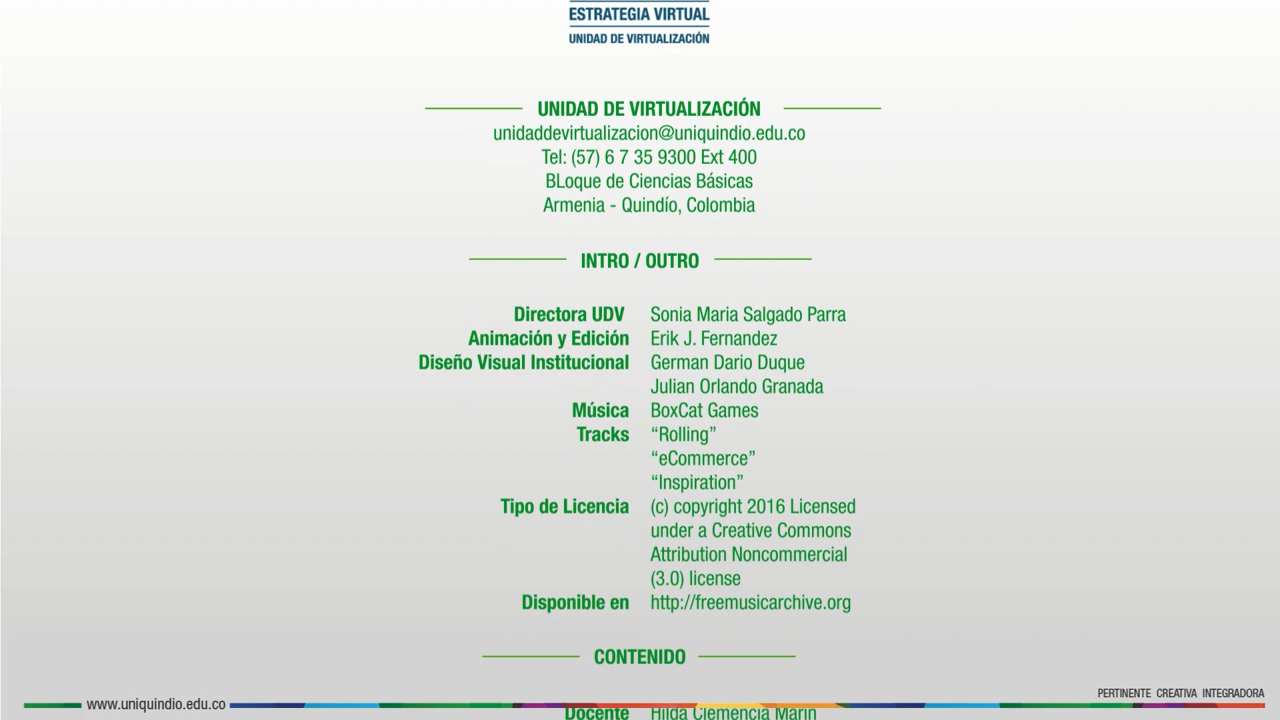 ESTRATEGIA VIRTUAL
UNIDAD DE VIRTUALIZACIÓN
UNIDAD DE VIRTUALIZACIÓN
unidaddevirtualizacion@uniquindio.edu.co
Tel: (57) 6 7 35 9300 Ext 400
BLoque de Ciencias Básicas
Armenia - Quindío, Colombia
INTRO / OUTRO
Directora UDV Sonia Maria Salgado Parra
Animación y Edición Erik J. Fernandez
Diseño Visual Institucional German Dario Duque
Julian Orlando Granada
Música BoxCat Games
Tracks “Rolling”
“eCommerce”
“Inspiration”
Tipo de Licencia (c) copyright 2016 Licensed
under a Creative Commons
Attribution Noncommercial
(3.0) license
Disponible en http://freemusicarchive.org
CONTENIDO
PERTINENTE CREATIVA INTEGRADORA
www.uniquindio.edu.co
Docente Hilda Clemencia Marin